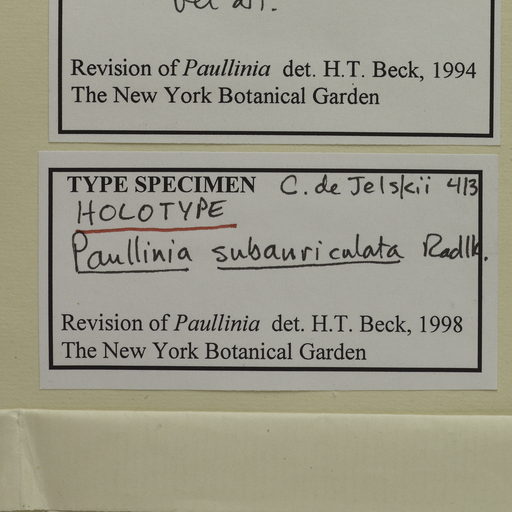 Revision of Paullinia det. H.T. Beck, 1994
The New York Botanical Garden
TYPE SPECIMEN C. de Jelskii 413
HOLOTYPE
Paullinia subauriculata Radlk.
Revision of Paullinia det. H.T. Beck, 1998
The New York Botanical Garden